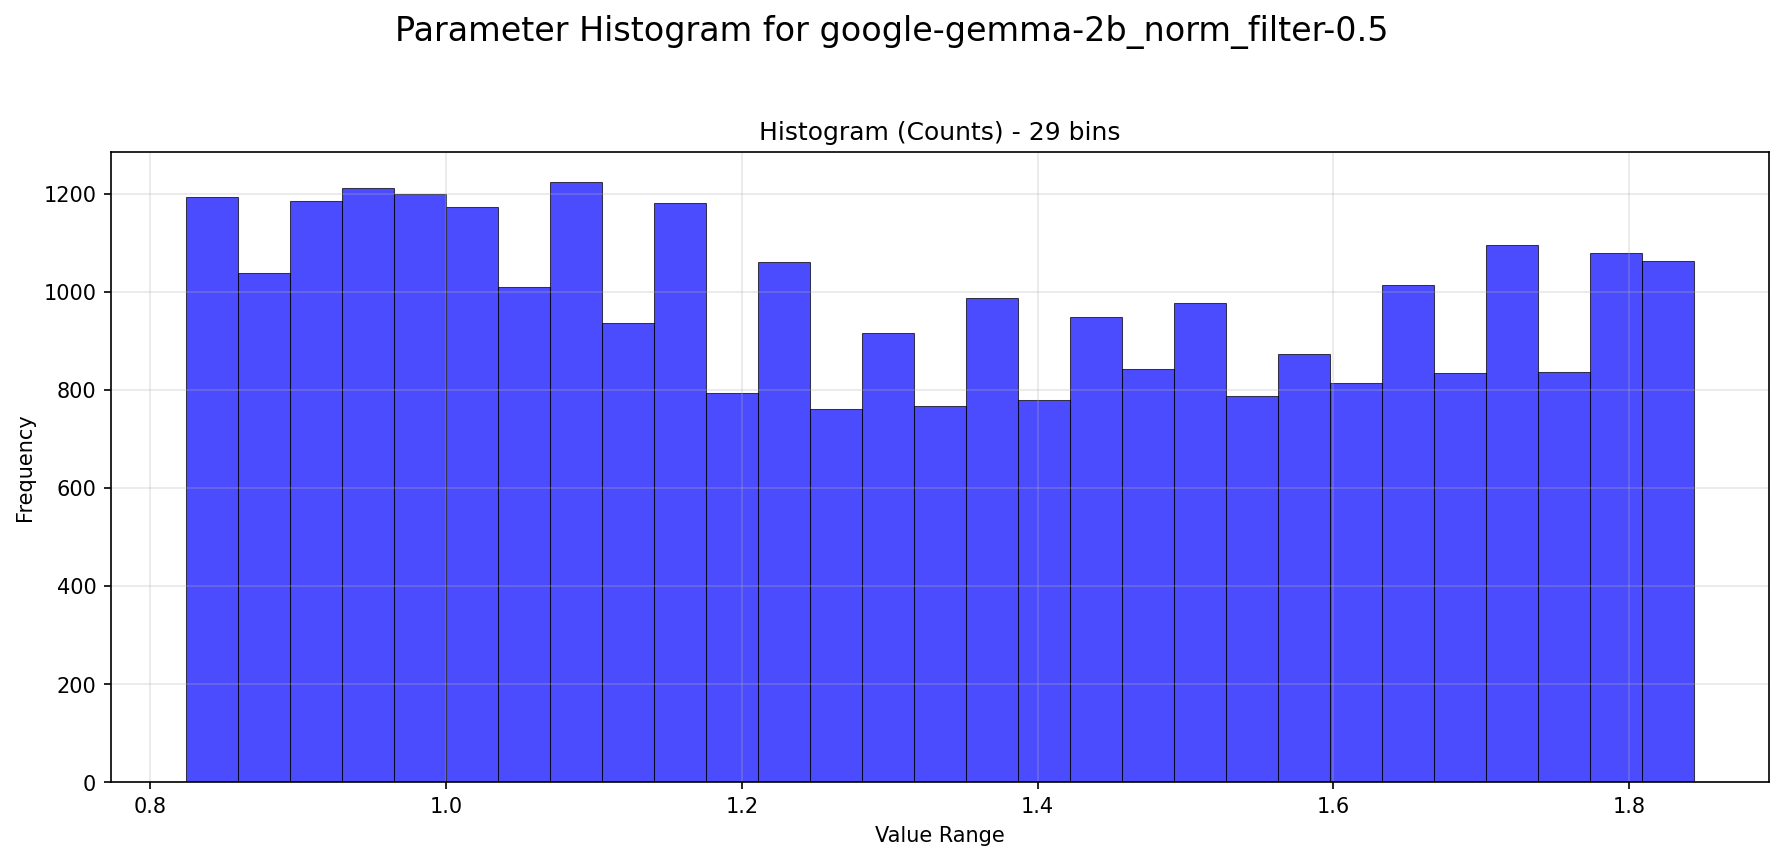 Parameter Histogram for google-gemma-2b_norm_filter-0.5
Histogram (Counts) - 29 bins
Frequency
1200
1000
800
600
400
200
0
0.8 1.0 1.2 1.4 1.6 1.8
Value Range